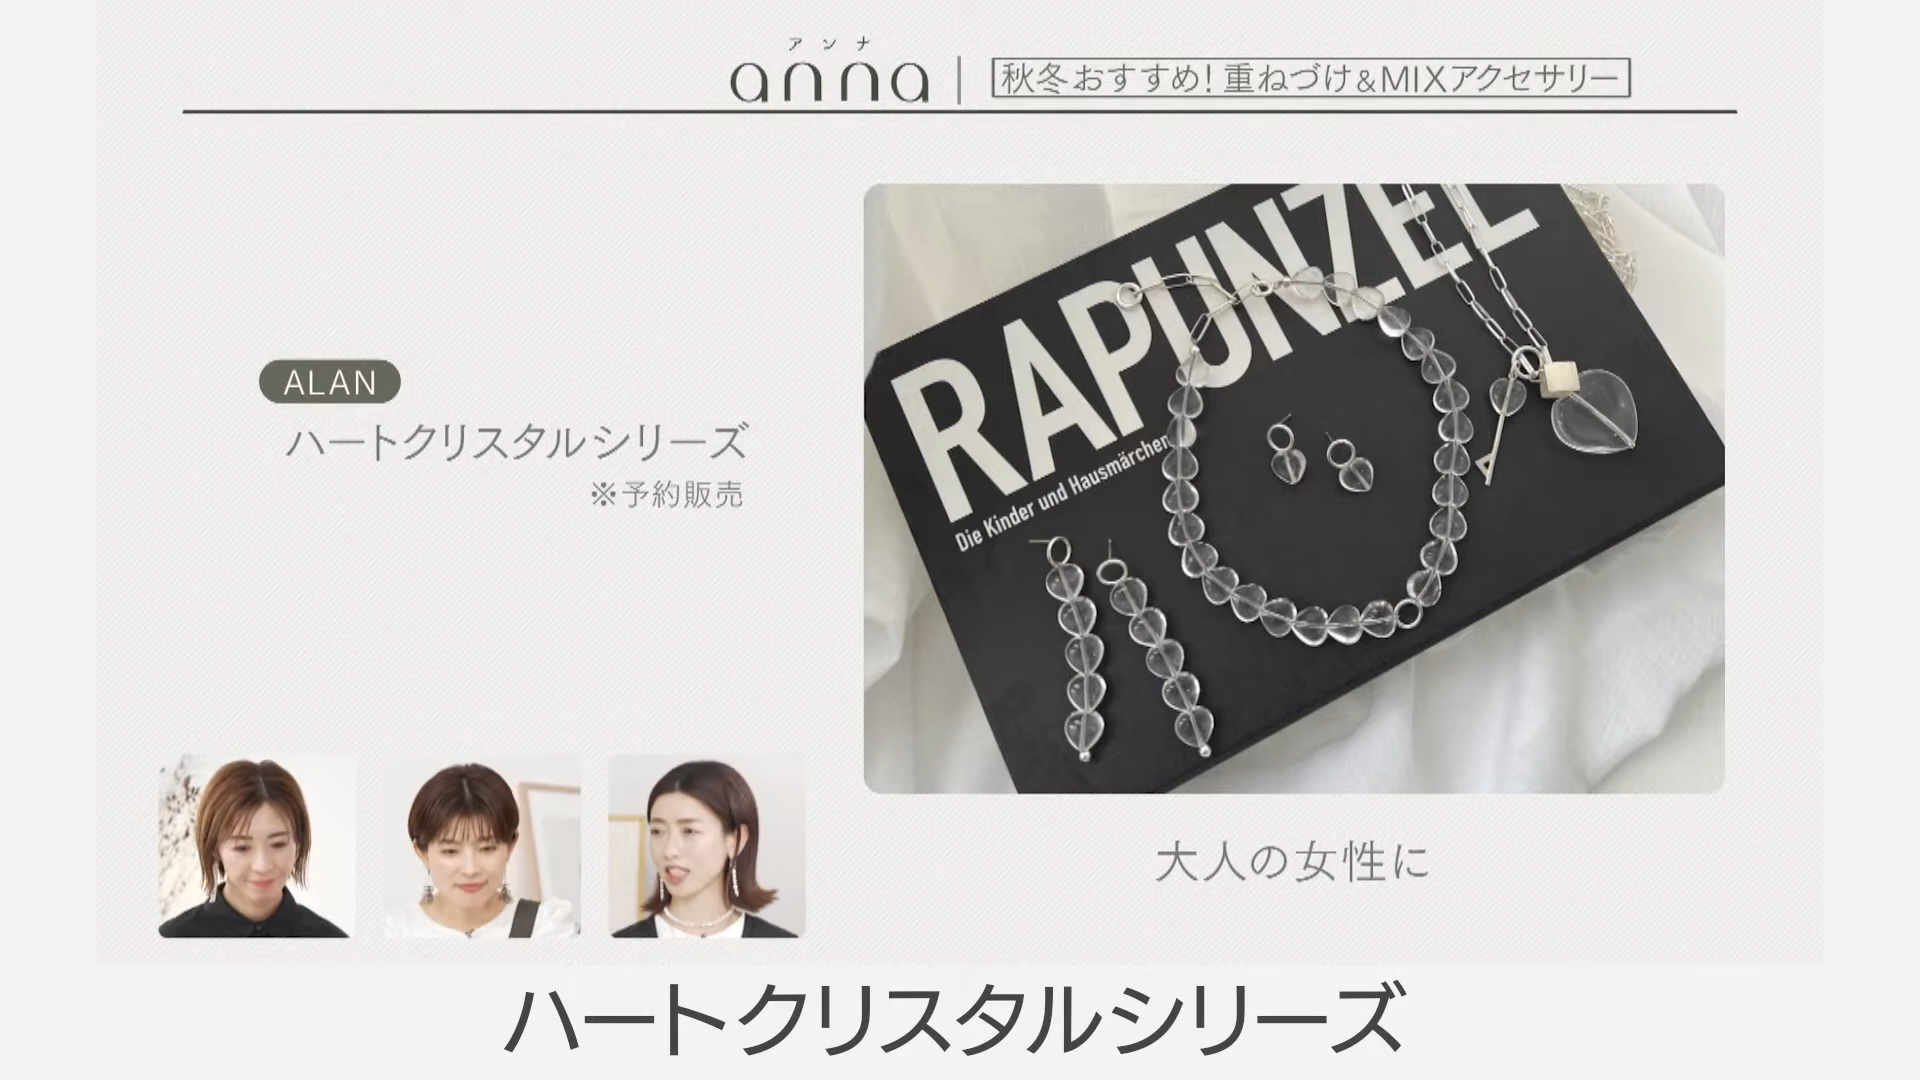 アンナ
anna
秋冬おすすめ!重ねづけ&MIXアクセサリー
ALAN
ハートクリスタルシリーズ
※予約販売
RAPUNZEL
Die Kinder und Hausmärchen
大人の女性に
ハートクリスタルシリーズ